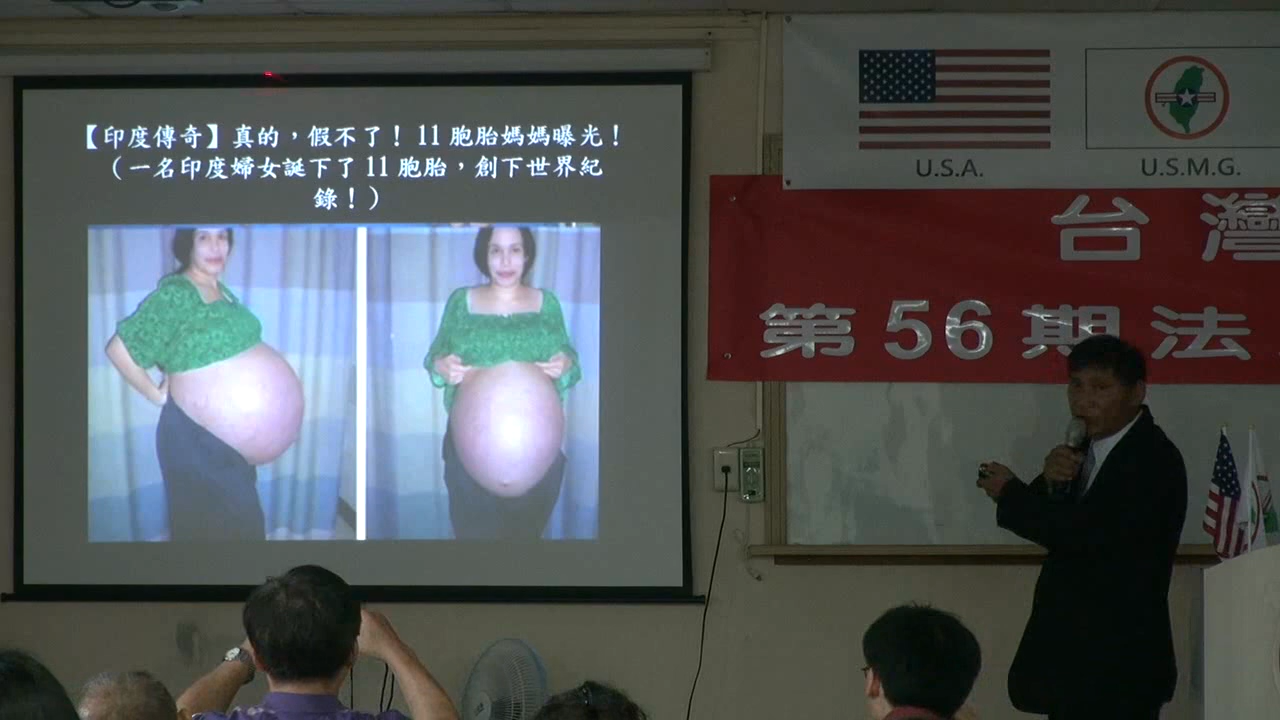 【印度傳奇】真的，假不了！11胞胎媽媽曝光！
（一名印度婦女誕下了11胞胎，創下世界紀
錄！）
U.S.A.
U.S.M.G.
台灣
第56期法